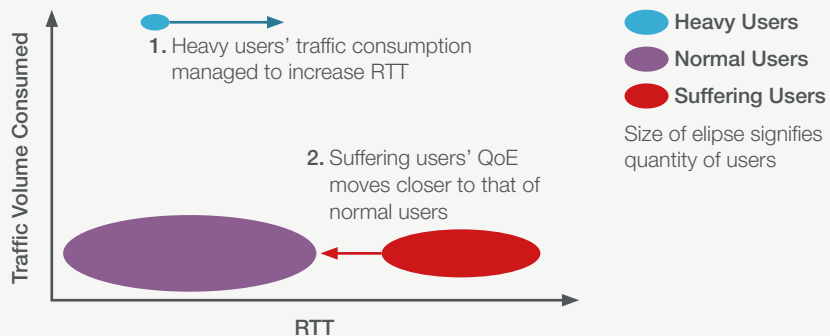 Traffic Volume Consumed
1. Heavy users’ traffic consumption
managed to increase RTT
2. Suffering users’ QoE
moves closer to that of
normal users
RTT
Heavy Users
Normal Users
Suffering Users
Size of elipse signifies
quantity of users